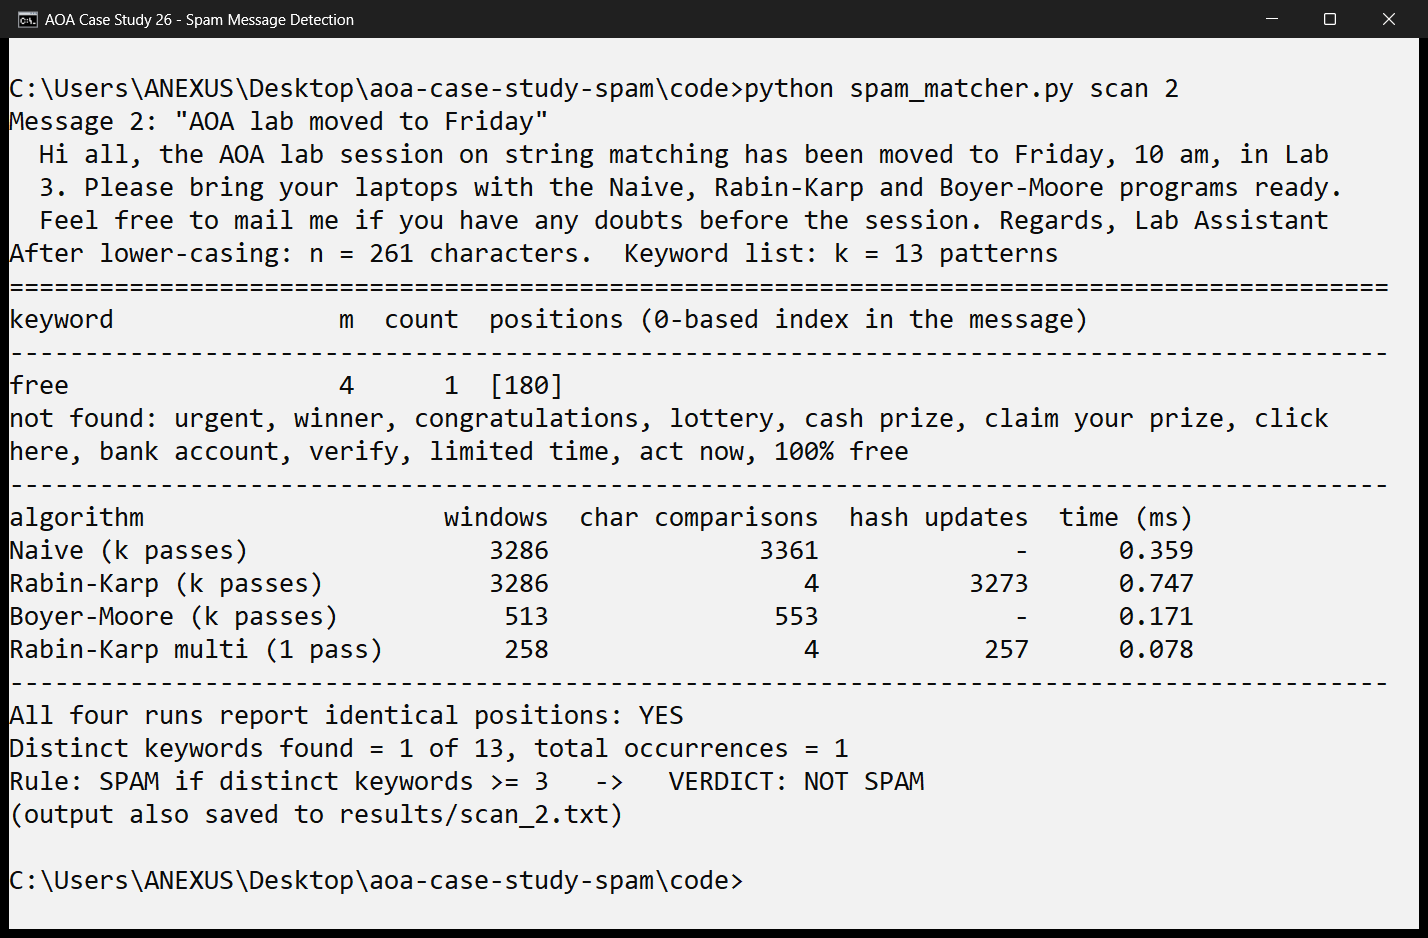 AOA Case Study 26 - Spam Message Detection
C:\Users\ANEXUS\Desktop\aoa-case-study-spam\code>python spam_matcher.py scan 2
Message 2: "AOA lab moved to Friday"
  Hi all, the AOA lab session on string matching has been moved to Friday, 10 am, in Lab
  3. Please bring your laptops with the Naive, Rabin-Karp and Boyer-Moore programs ready.
  Feel free to mail me if you have any doubts before the session. Regards, Lab Assistant
After lower-casing: n = 261 characters.  Keyword list: k = 13 patterns
============================================================================================
keyword               m  count  positions (0-based index in the message)
--------------------------------------------------------------------------------------------
free                  4      1  [180]
not found: urgent, winner, congratulations, lottery, cash prize, claim your prize, click
here, bank account, verify, limited time, act now, 100% free
--------------------------------------------------------------------------------------------
algorithm                    windows  char comparisons  hash updates  time (ms)
Naive (k passes)                3286              3361             -      0.359
Rabin-Karp (k passes)           3286                 4          3273      0.747
Boyer-Moore (k passes)           513               553             -      0.171
Rabin-Karp multi (1 pass)        258                 4           257      0.078
--------------------------------------------------------------------------------------------
All four runs report identical positions: YES
Distinct keywords found = 1 of 13, total occurrences = 1
Rule: SPAM if distinct keywords >= 3   ->   VERDICT: NOT SPAM
(output also saved to results/scan_2.txt)
C:\Users\ANEXUS\Desktop\aoa-case-study-spam\code>